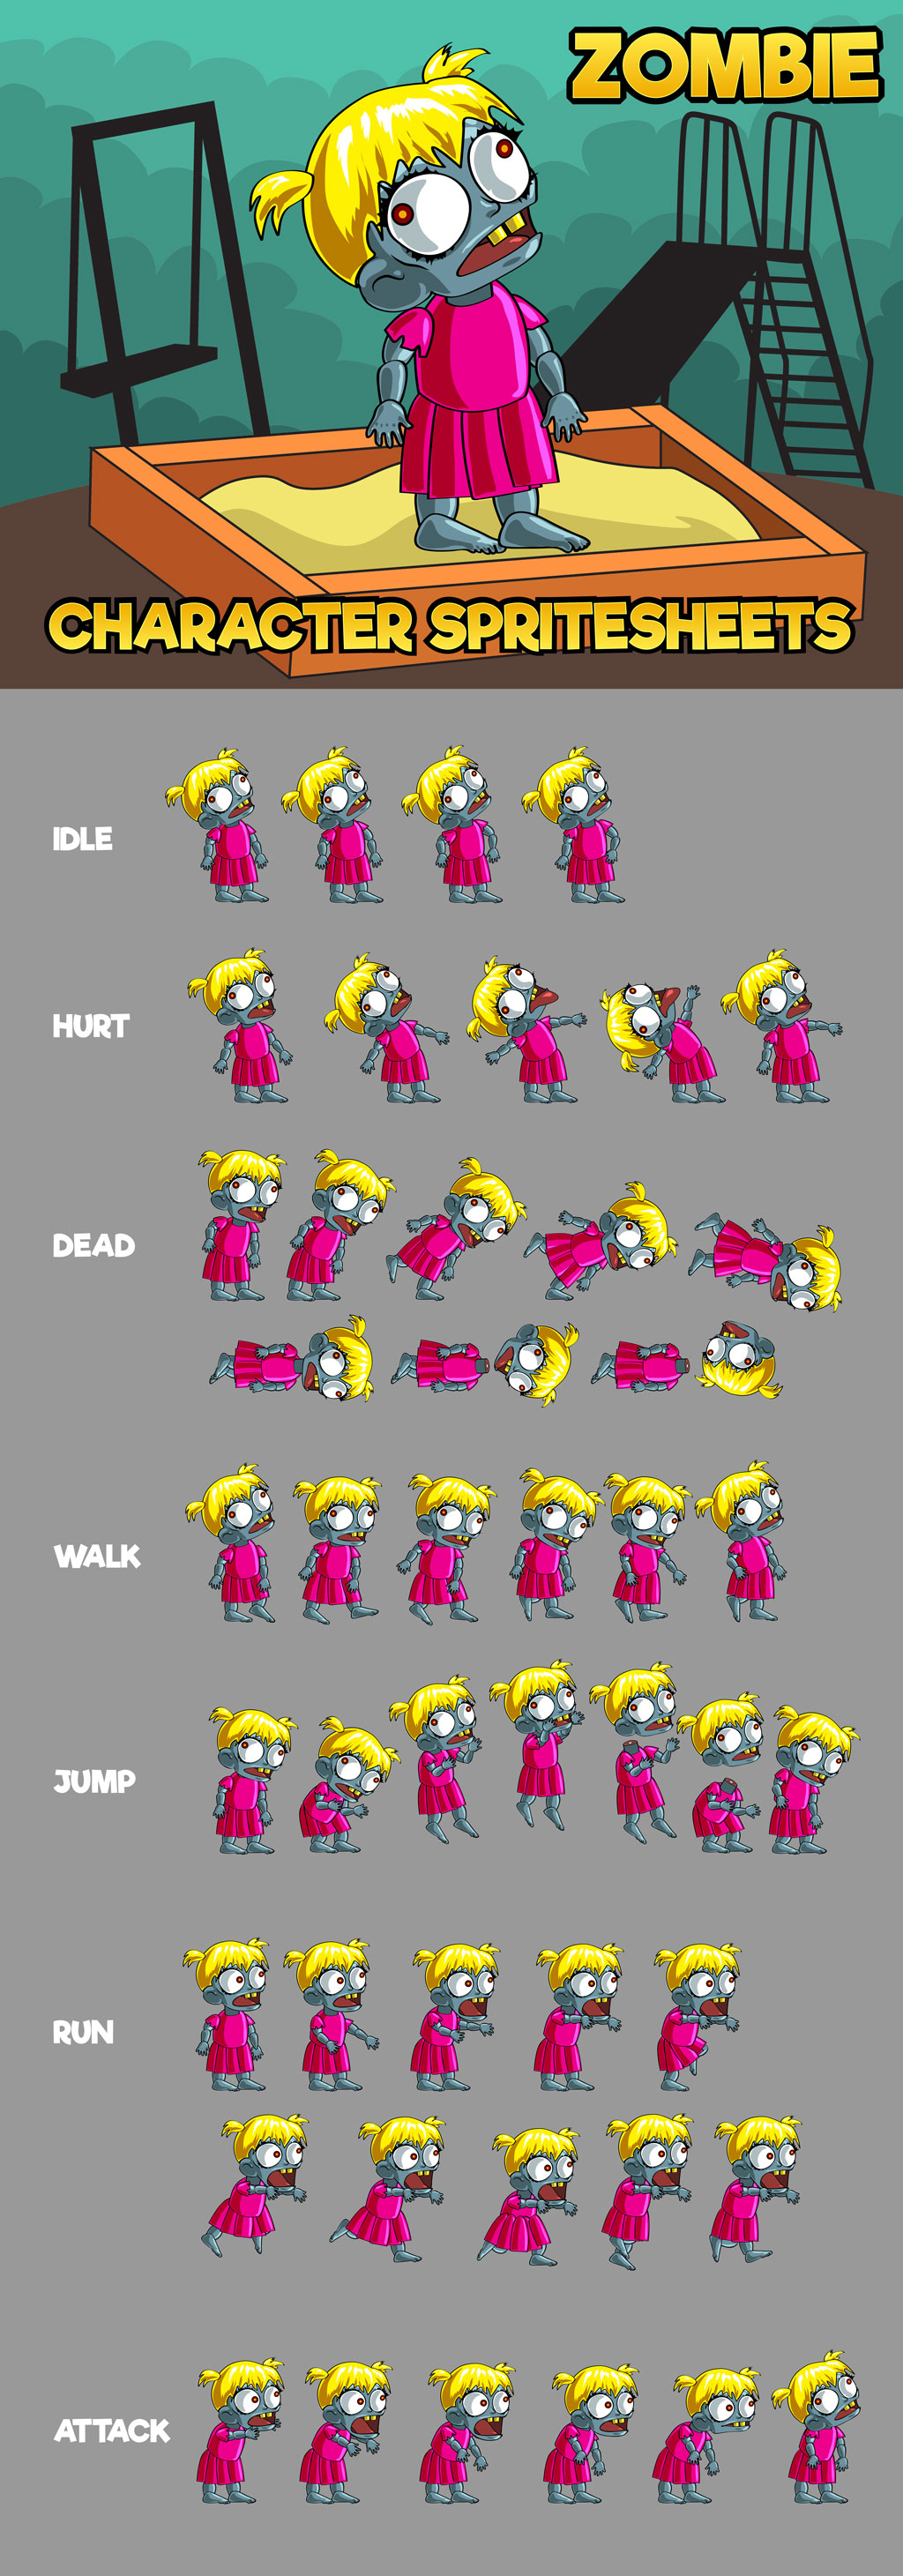 ZOMBIE
CHARACTER SPRITESHEETS
IDLE
HURT
DEAD
WALK
JUMP
RUN
ATTACK